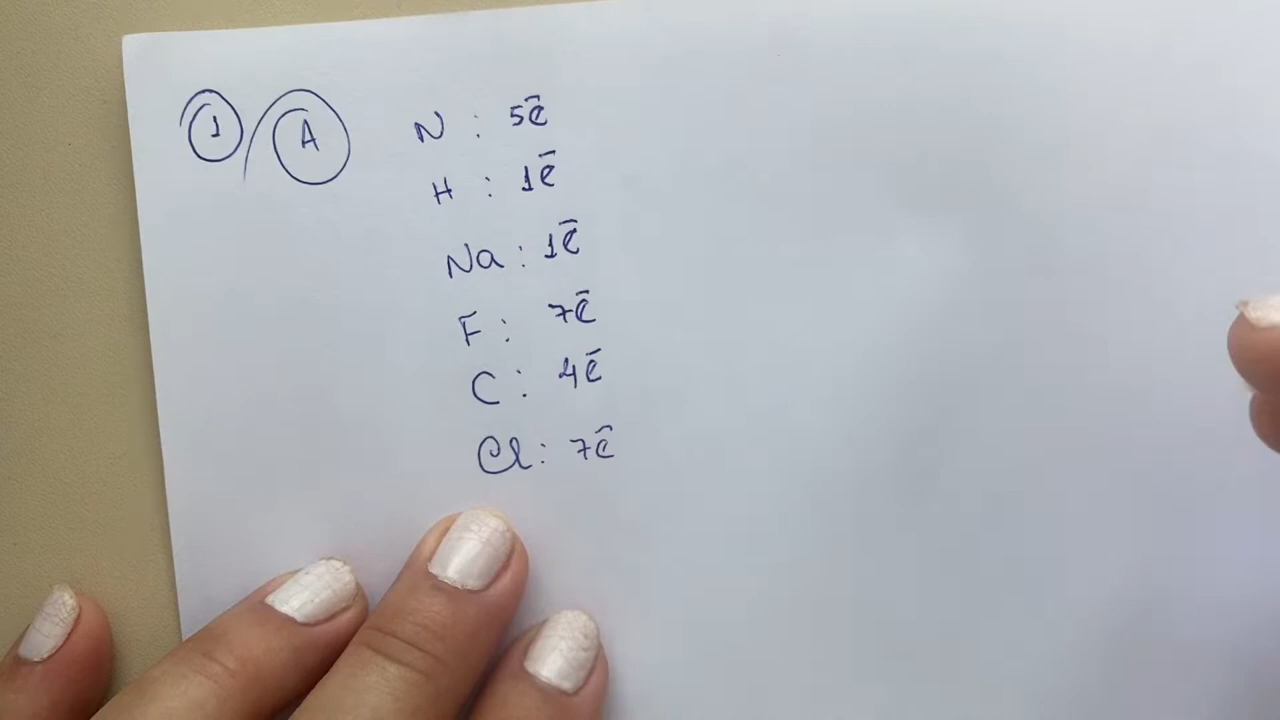 1 / A
N : 5ē
H : 1ē
Na : 1ē
F : 7ē
C : 4ē
Cl : 7ē